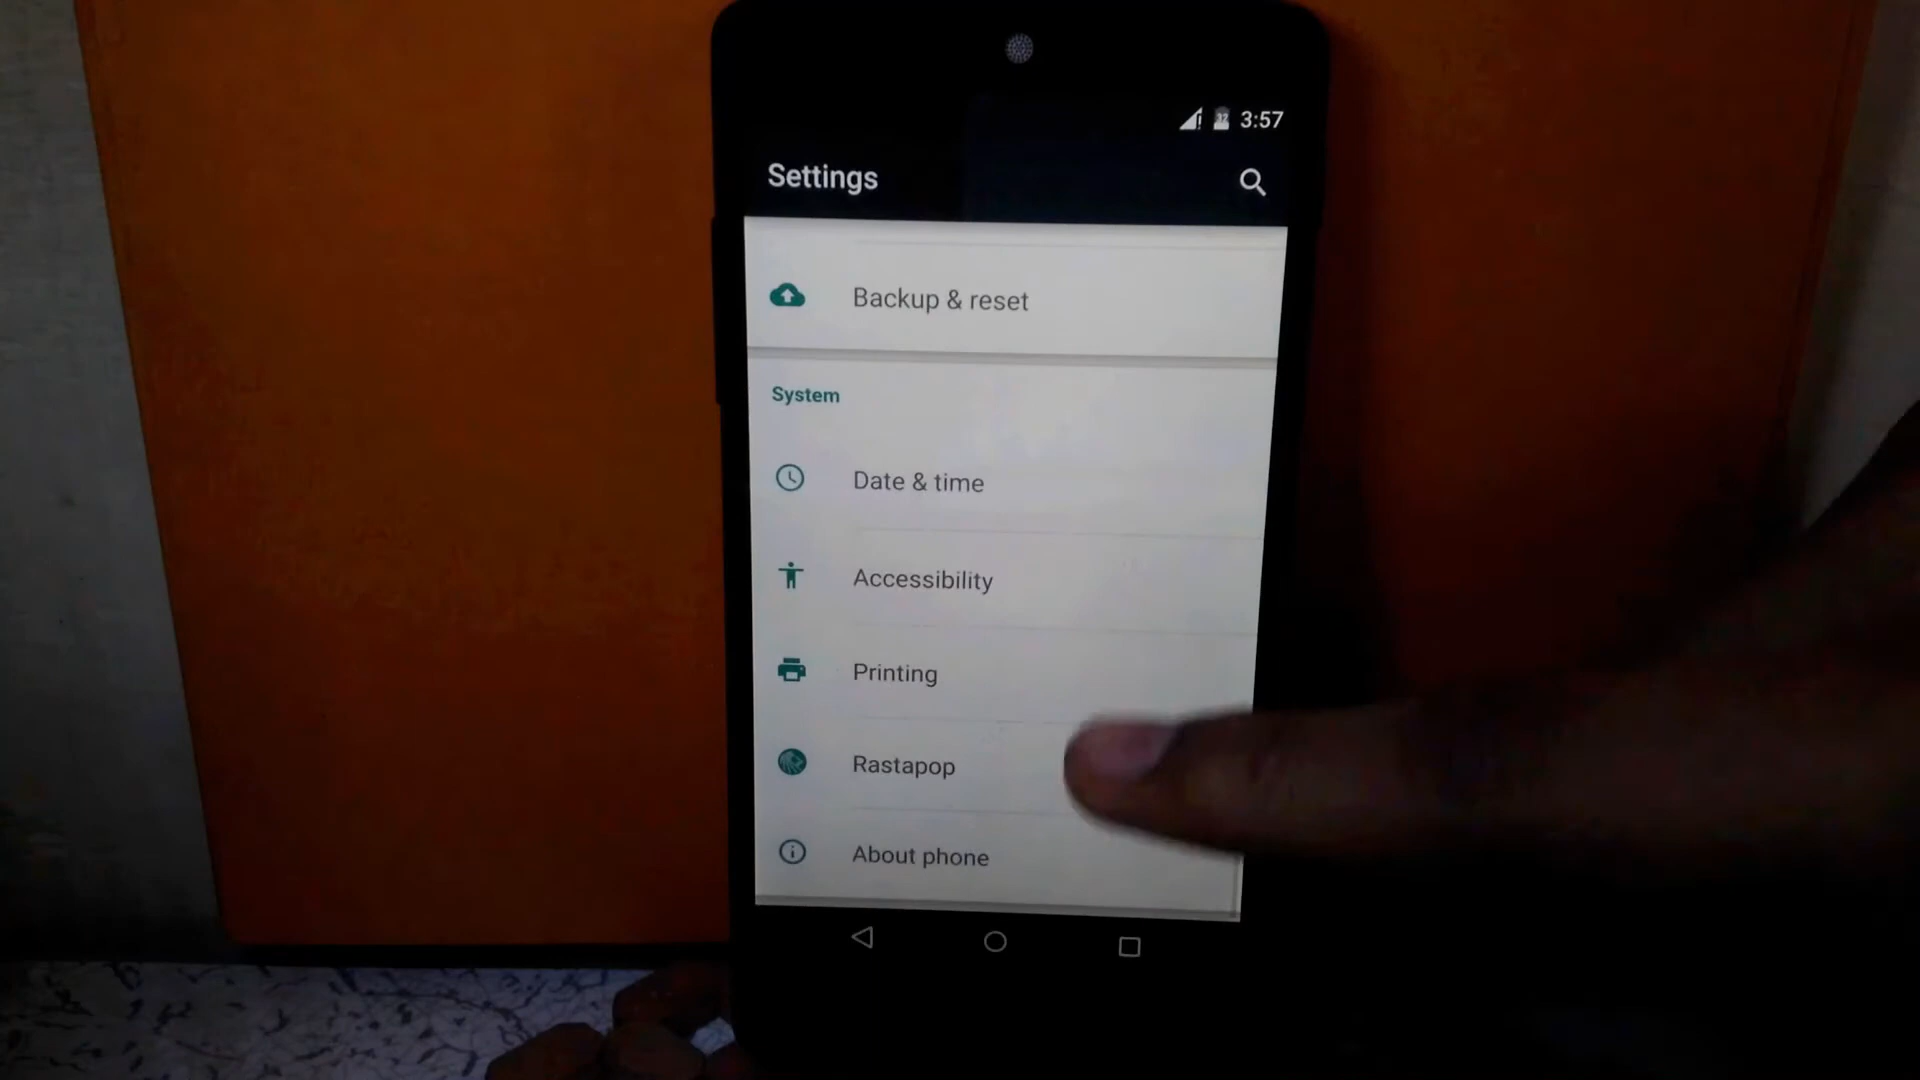 3:57
Settings
Backup & reset
System
Date & time
Accessibility
Printing
Rastapop
About phone